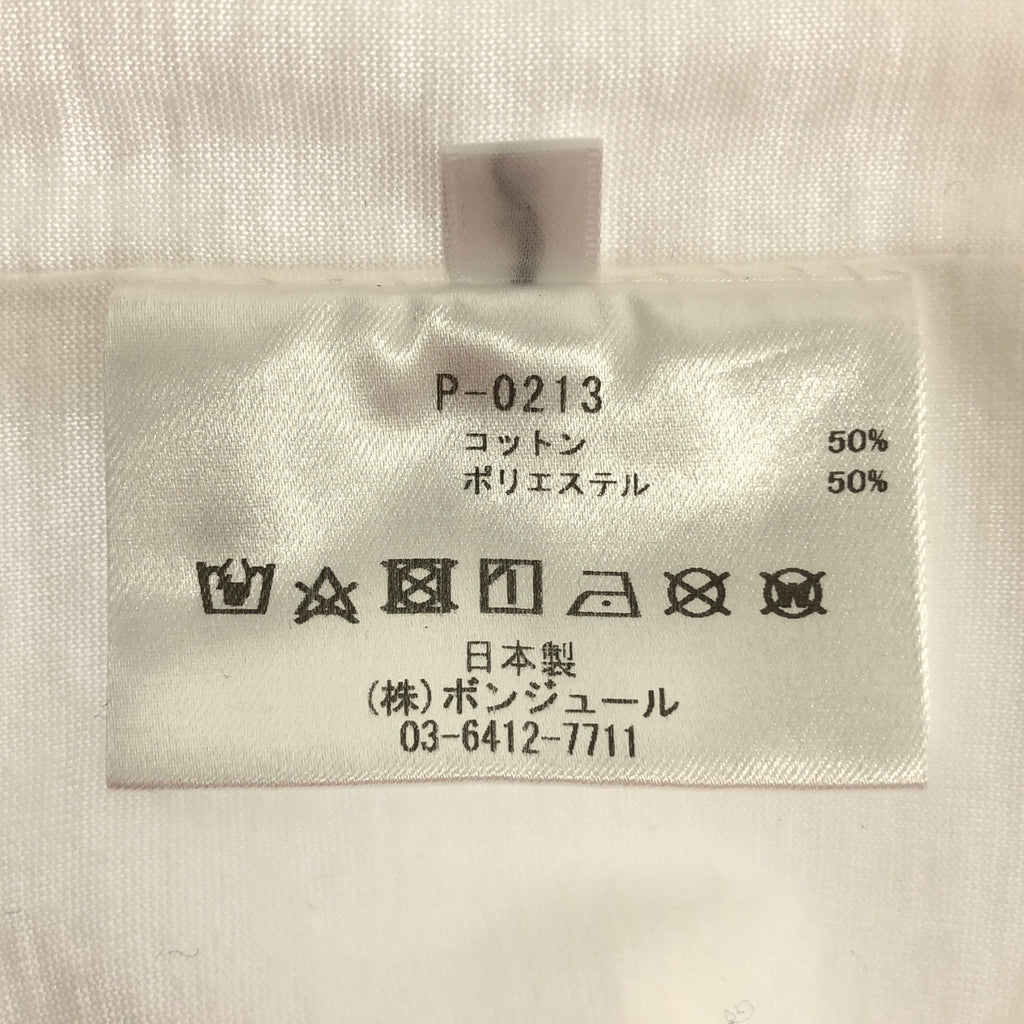 P-0213
コットン 50%
ポリエステル 50%
日本製
(株)ボンジュール
03-6412-7711